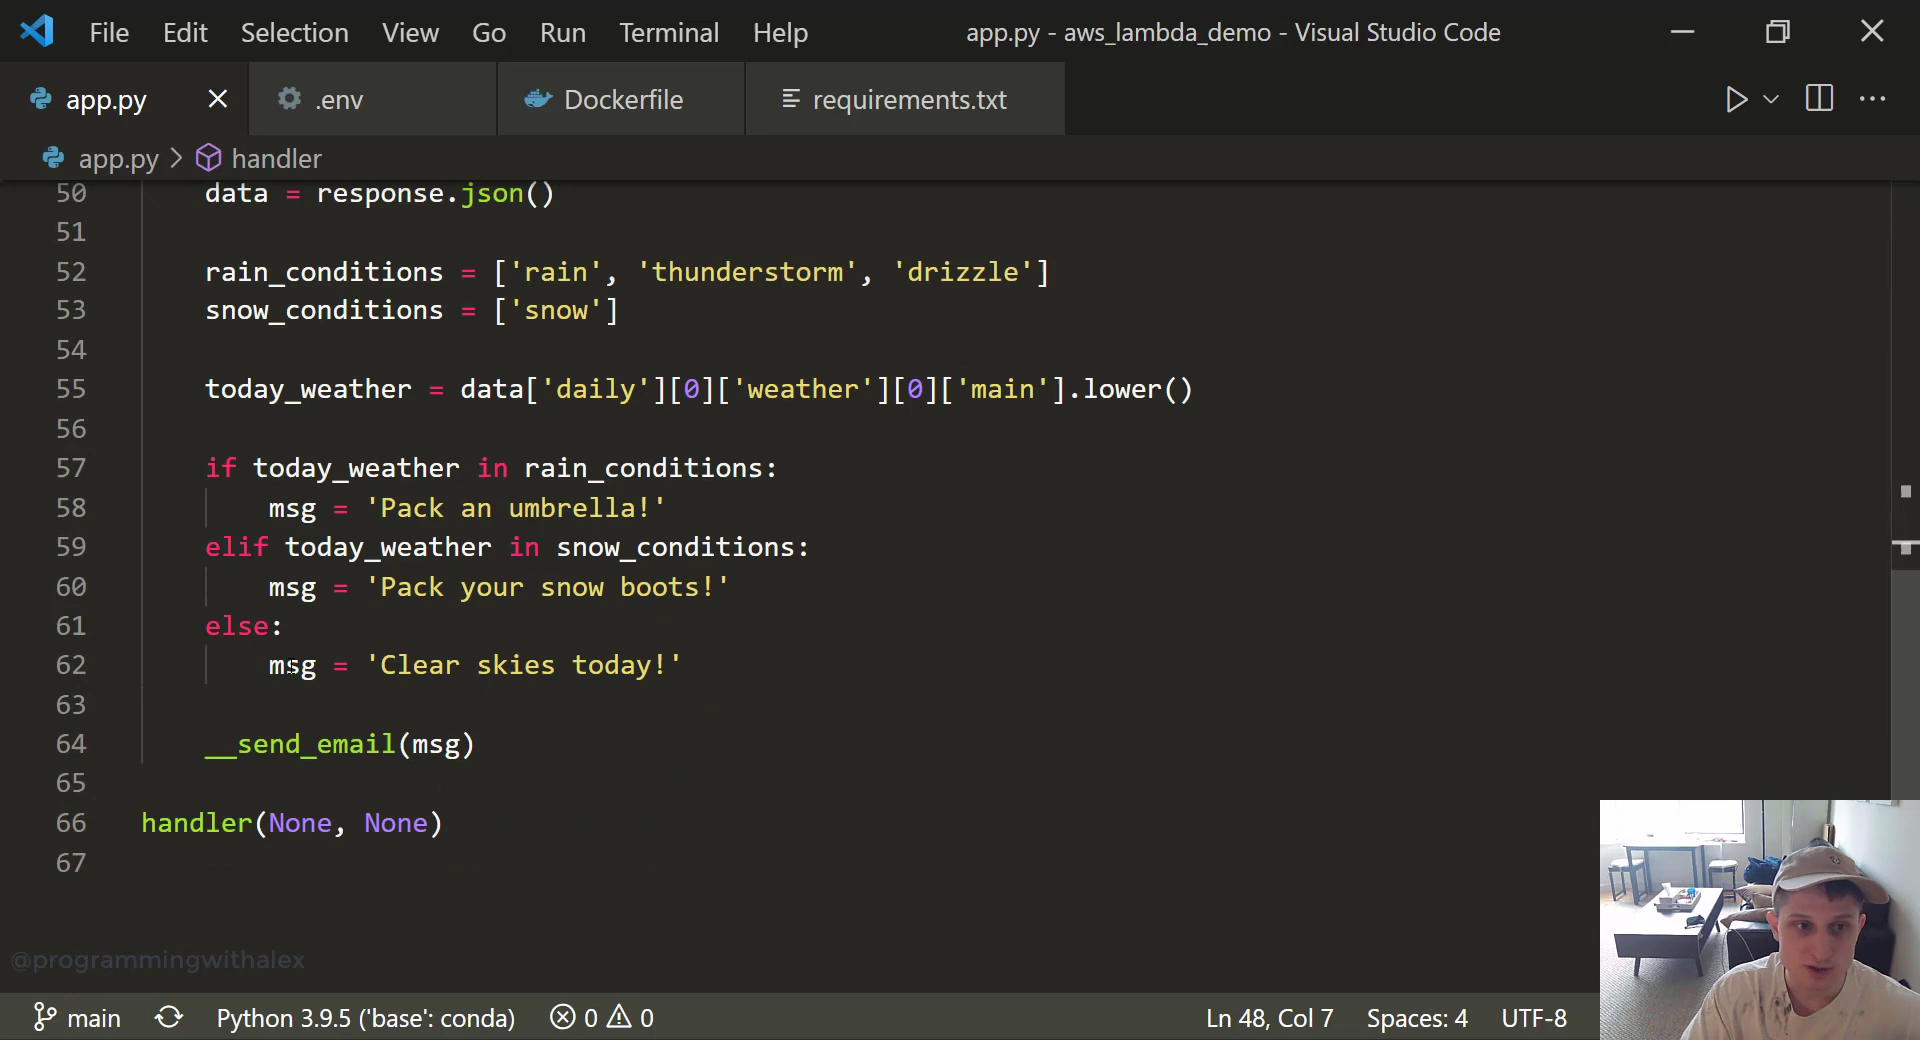 File Edit Selection View Go Run Terminal Help app.py - aws_lambda_demo - Visual Studio Code
app.py .env Dockerfile requirements.txt
app.py > handler
50 data = response.json()
51
52 rain_conditions = ['rain', 'thunderstorm', 'drizzle']
53 snow_conditions = ['snow']
54
55 today_weather = data['daily'][0]['weather'][0]['main'].lower()
56
57 if today_weather in rain_conditions:
58 msg = 'Pack an umbrella!'
59 elif today_weather in snow_conditions:
60 msg = 'Pack your snow boots!'
61 else:
62 msg = 'Clear skies today!'
63
64 __send_email(msg)
65
66 handler(None, None)
67
@programmingwithalex
main Python 3.9.5 ('base': conda) 0 0 Ln 48, Col 7 Spaces: 4 UTF-8